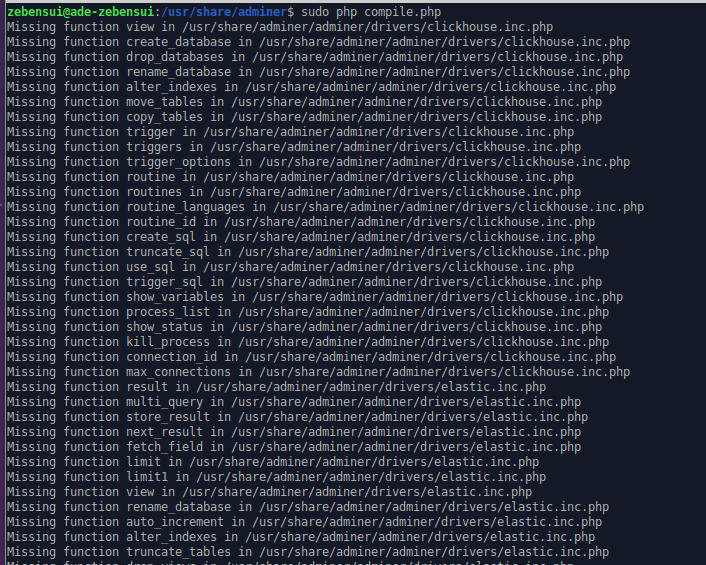 zebensui@ade-zebensui:/usr/share/adminer$ sudo php compile.php
Missing function view in /usr/share/adminer/adminer/drivers/clickhouse.inc.php
Missing function create_database in /usr/share/adminer/adminer/drivers/clickhouse.inc.php
Missing function drop_databases in /usr/share/adminer/adminer/drivers/clickhouse.inc.php
Missing function rename_database in /usr/share/adminer/adminer/drivers/clickhouse.inc.php
Missing function alter_indexes in /usr/share/adminer/adminer/drivers/clickhouse.inc.php
Missing function move_tables in /usr/share/adminer/adminer/drivers/clickhouse.inc.php
Missing function copy_tables in /usr/share/adminer/adminer/drivers/clickhouse.inc.php
Missing function trigger in /usr/share/adminer/adminer/drivers/clickhouse.inc.php
Missing function triggers in /usr/share/adminer/adminer/drivers/clickhouse.inc.php
Missing function trigger_options in /usr/share/adminer/adminer/drivers/clickhouse.inc.php
Missing function routine in /usr/share/adminer/adminer/drivers/clickhouse.inc.php
Missing function routines in /usr/share/adminer/adminer/drivers/clickhouse.inc.php
Missing function routine_languages in /usr/share/adminer/adminer/drivers/clickhouse.inc.php
Missing function routine_id in /usr/share/adminer/adminer/drivers/clickhouse.inc.php
Missing function create_sql in /usr/share/adminer/adminer/drivers/clickhouse.inc.php
Missing function truncate_sql in /usr/share/adminer/adminer/drivers/clickhouse.inc.php
Missing function use_sql in /usr/share/adminer/adminer/drivers/clickhouse.inc.php
Missing function trigger_sql in /usr/share/adminer/adminer/drivers/clickhouse.inc.php
Missing function show_variables in /usr/share/adminer/adminer/drivers/clickhouse.inc.php
Missing function process_list in /usr/share/adminer/adminer/drivers/clickhouse.inc.php
Missing function show_status in /usr/share/adminer/adminer/drivers/clickhouse.inc.php
Missing function kill_process in /usr/share/adminer/adminer/drivers/clickhouse.inc.php
Missing function connection_id in /usr/share/adminer/adminer/drivers/clickhouse.inc.php
Missing function max_connections in /usr/share/adminer/adminer/drivers/clickhouse.inc.php
Missing function result in /usr/share/adminer/adminer/drivers/elastic.inc.php
Missing function multi_query in /usr/share/adminer/adminer/drivers/elastic.inc.php
Missing function store_result in /usr/share/adminer/adminer/drivers/elastic.inc.php
Missing function next_result in /usr/share/adminer/adminer/drivers/elastic.inc.php
Missing function fetch_field in /usr/share/adminer/adminer/drivers/elastic.inc.php
Missing function limit in /usr/share/adminer/adminer/drivers/elastic.inc.php
Missing function limit1 in /usr/share/adminer/adminer/drivers/elastic.inc.php
Missing function view in /usr/share/adminer/adminer/drivers/elastic.inc.php
Missing function rename_database in /usr/share/adminer/adminer/drivers/elastic.inc.php
Missing function auto_increment in /usr/share/adminer/adminer/drivers/elastic.inc.php
Missing function alter_indexes in /usr/share/adminer/adminer/drivers/elastic.inc.php
Missing function truncate_tables in /usr/share/adminer/adminer/drivers/elastic.inc.php
Missing function drop_views in /usr/share/adminer/adminer/drivers/elastic.inc.php